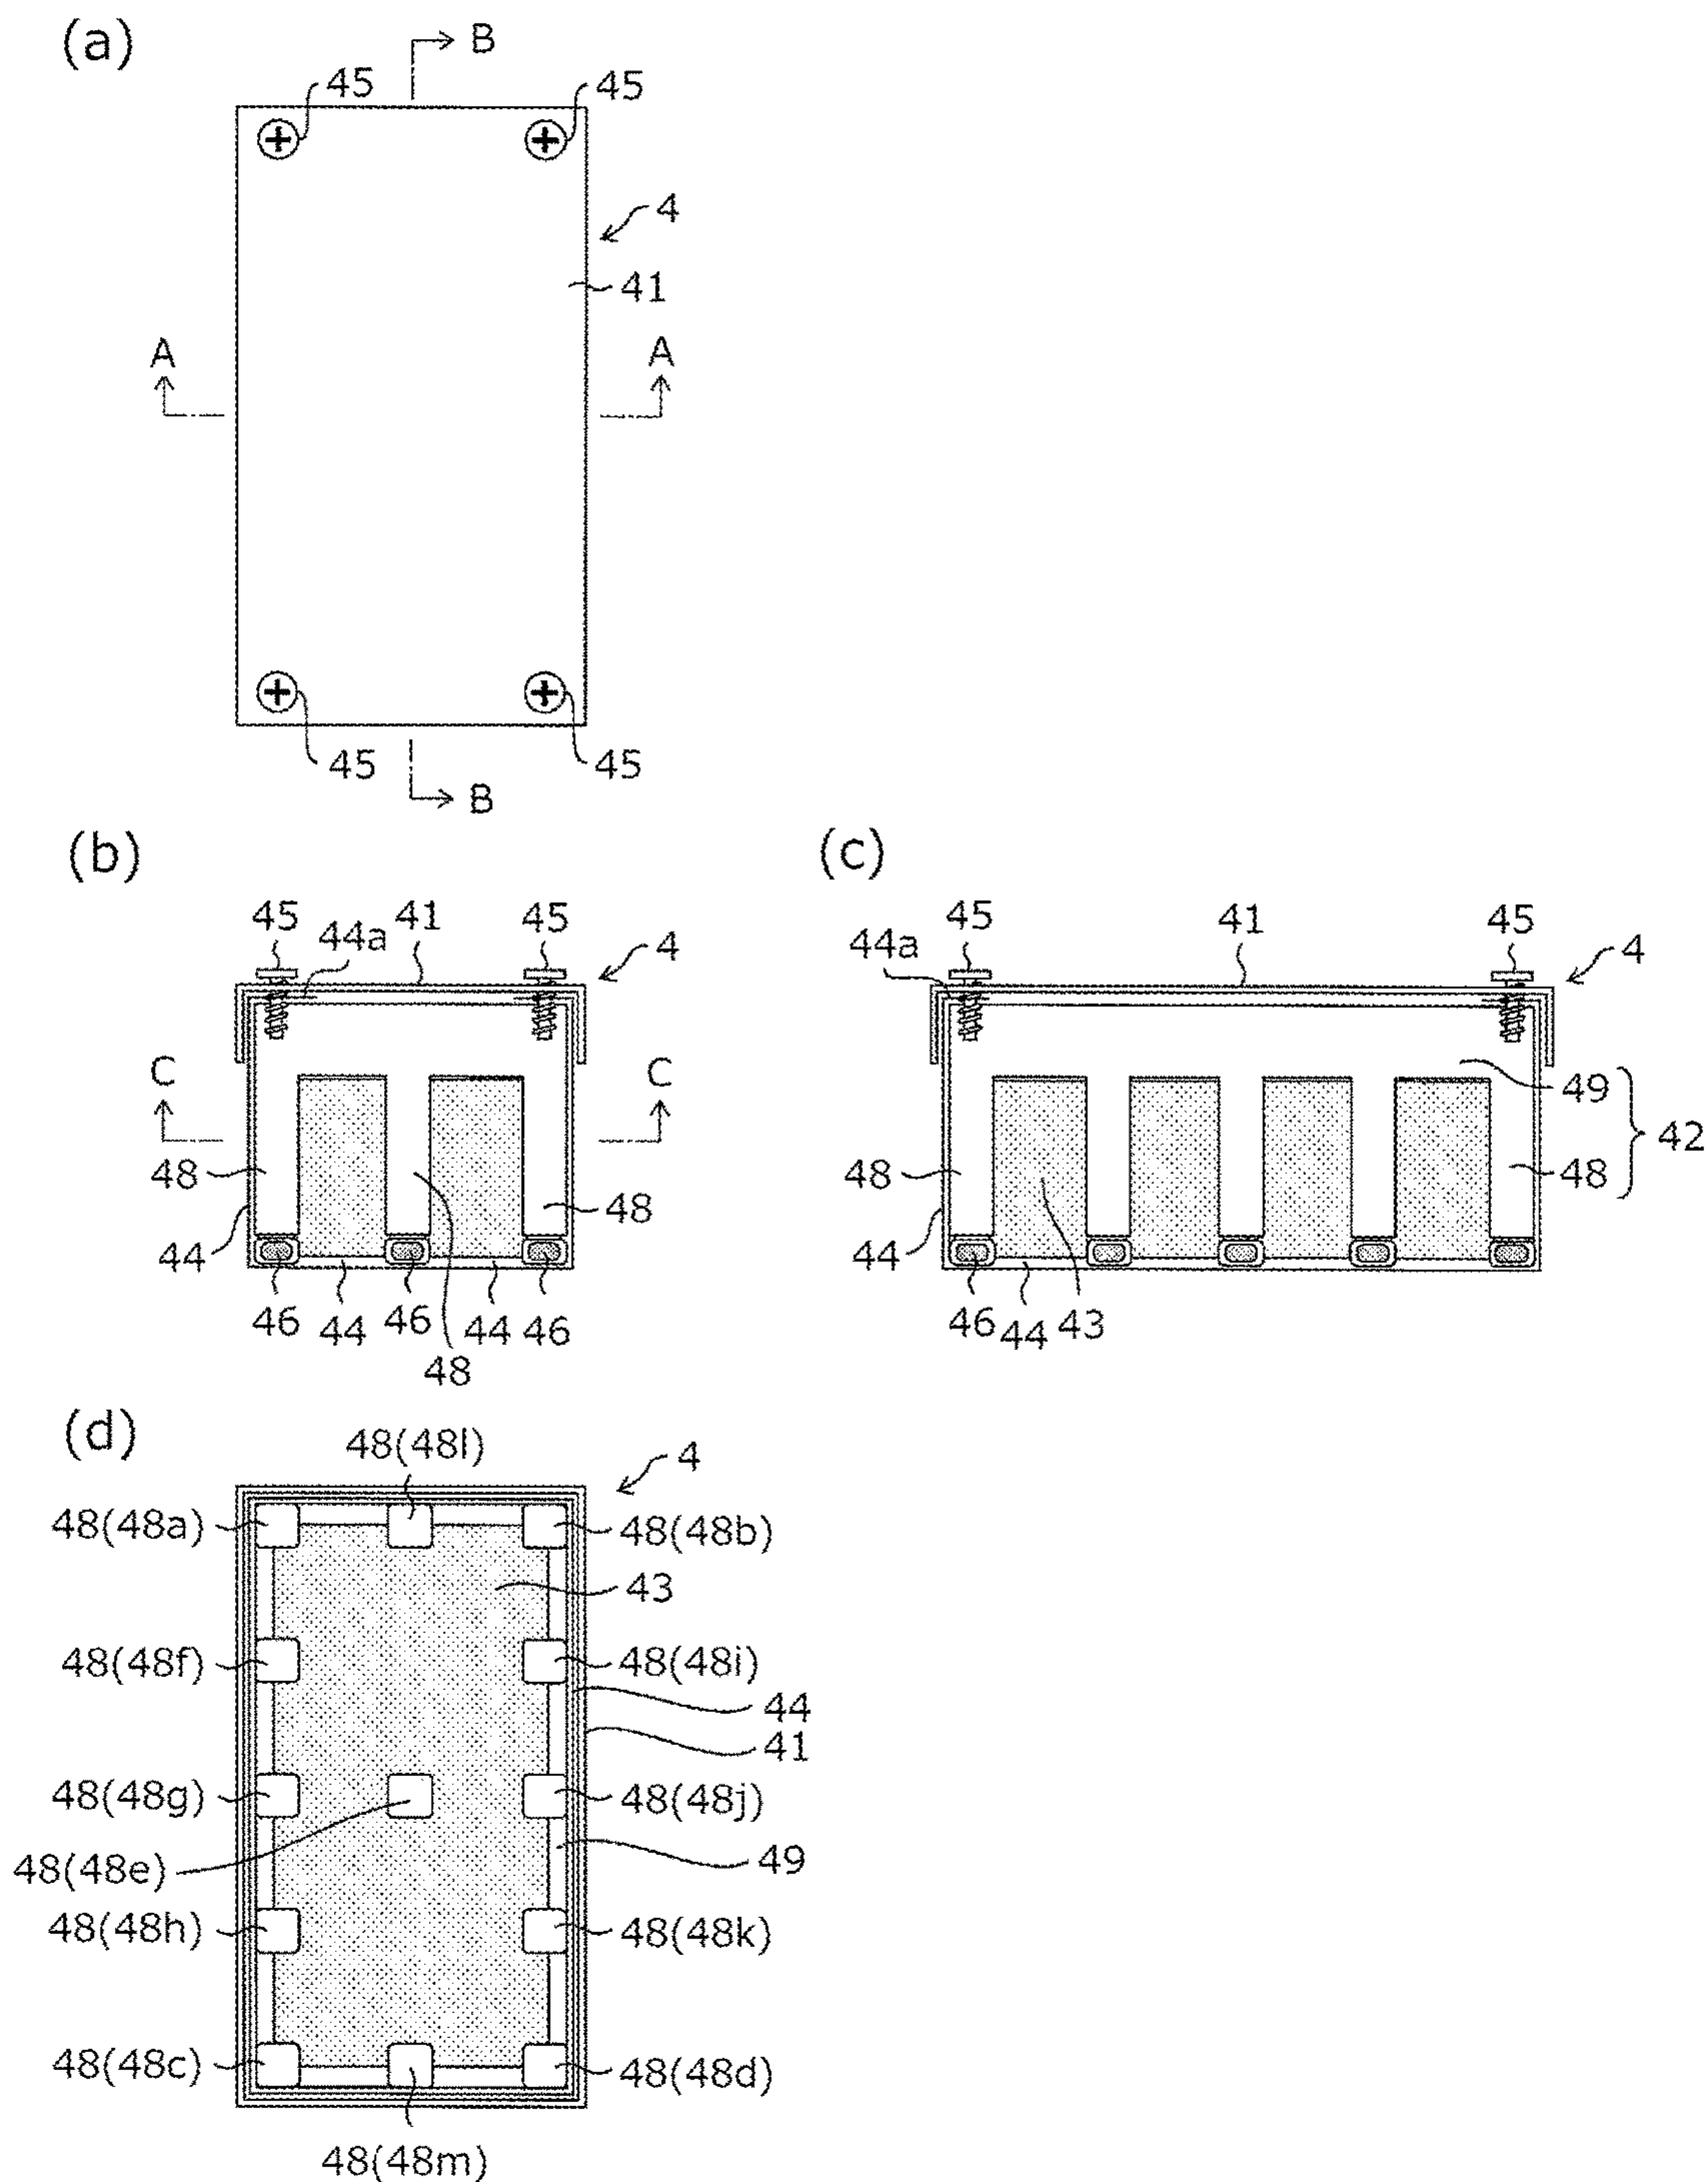 (a)
B
45 45
4
41
A A
45 45
B
(b)
45 44a 41 45 4
C C
48
48
44
46 44 46 44 46
48
(c)
45 41 45
44a 4
49
42
48 48
44
46 44 43
(d)
48(48l)
4
48(48a) 48(48b)
43
48(48f) 48(48i)
44
41
48(48g) 48(48j)
49
48(48e)
48(48h) 48(48k)
48(48c) 48(48d)
48(48m)